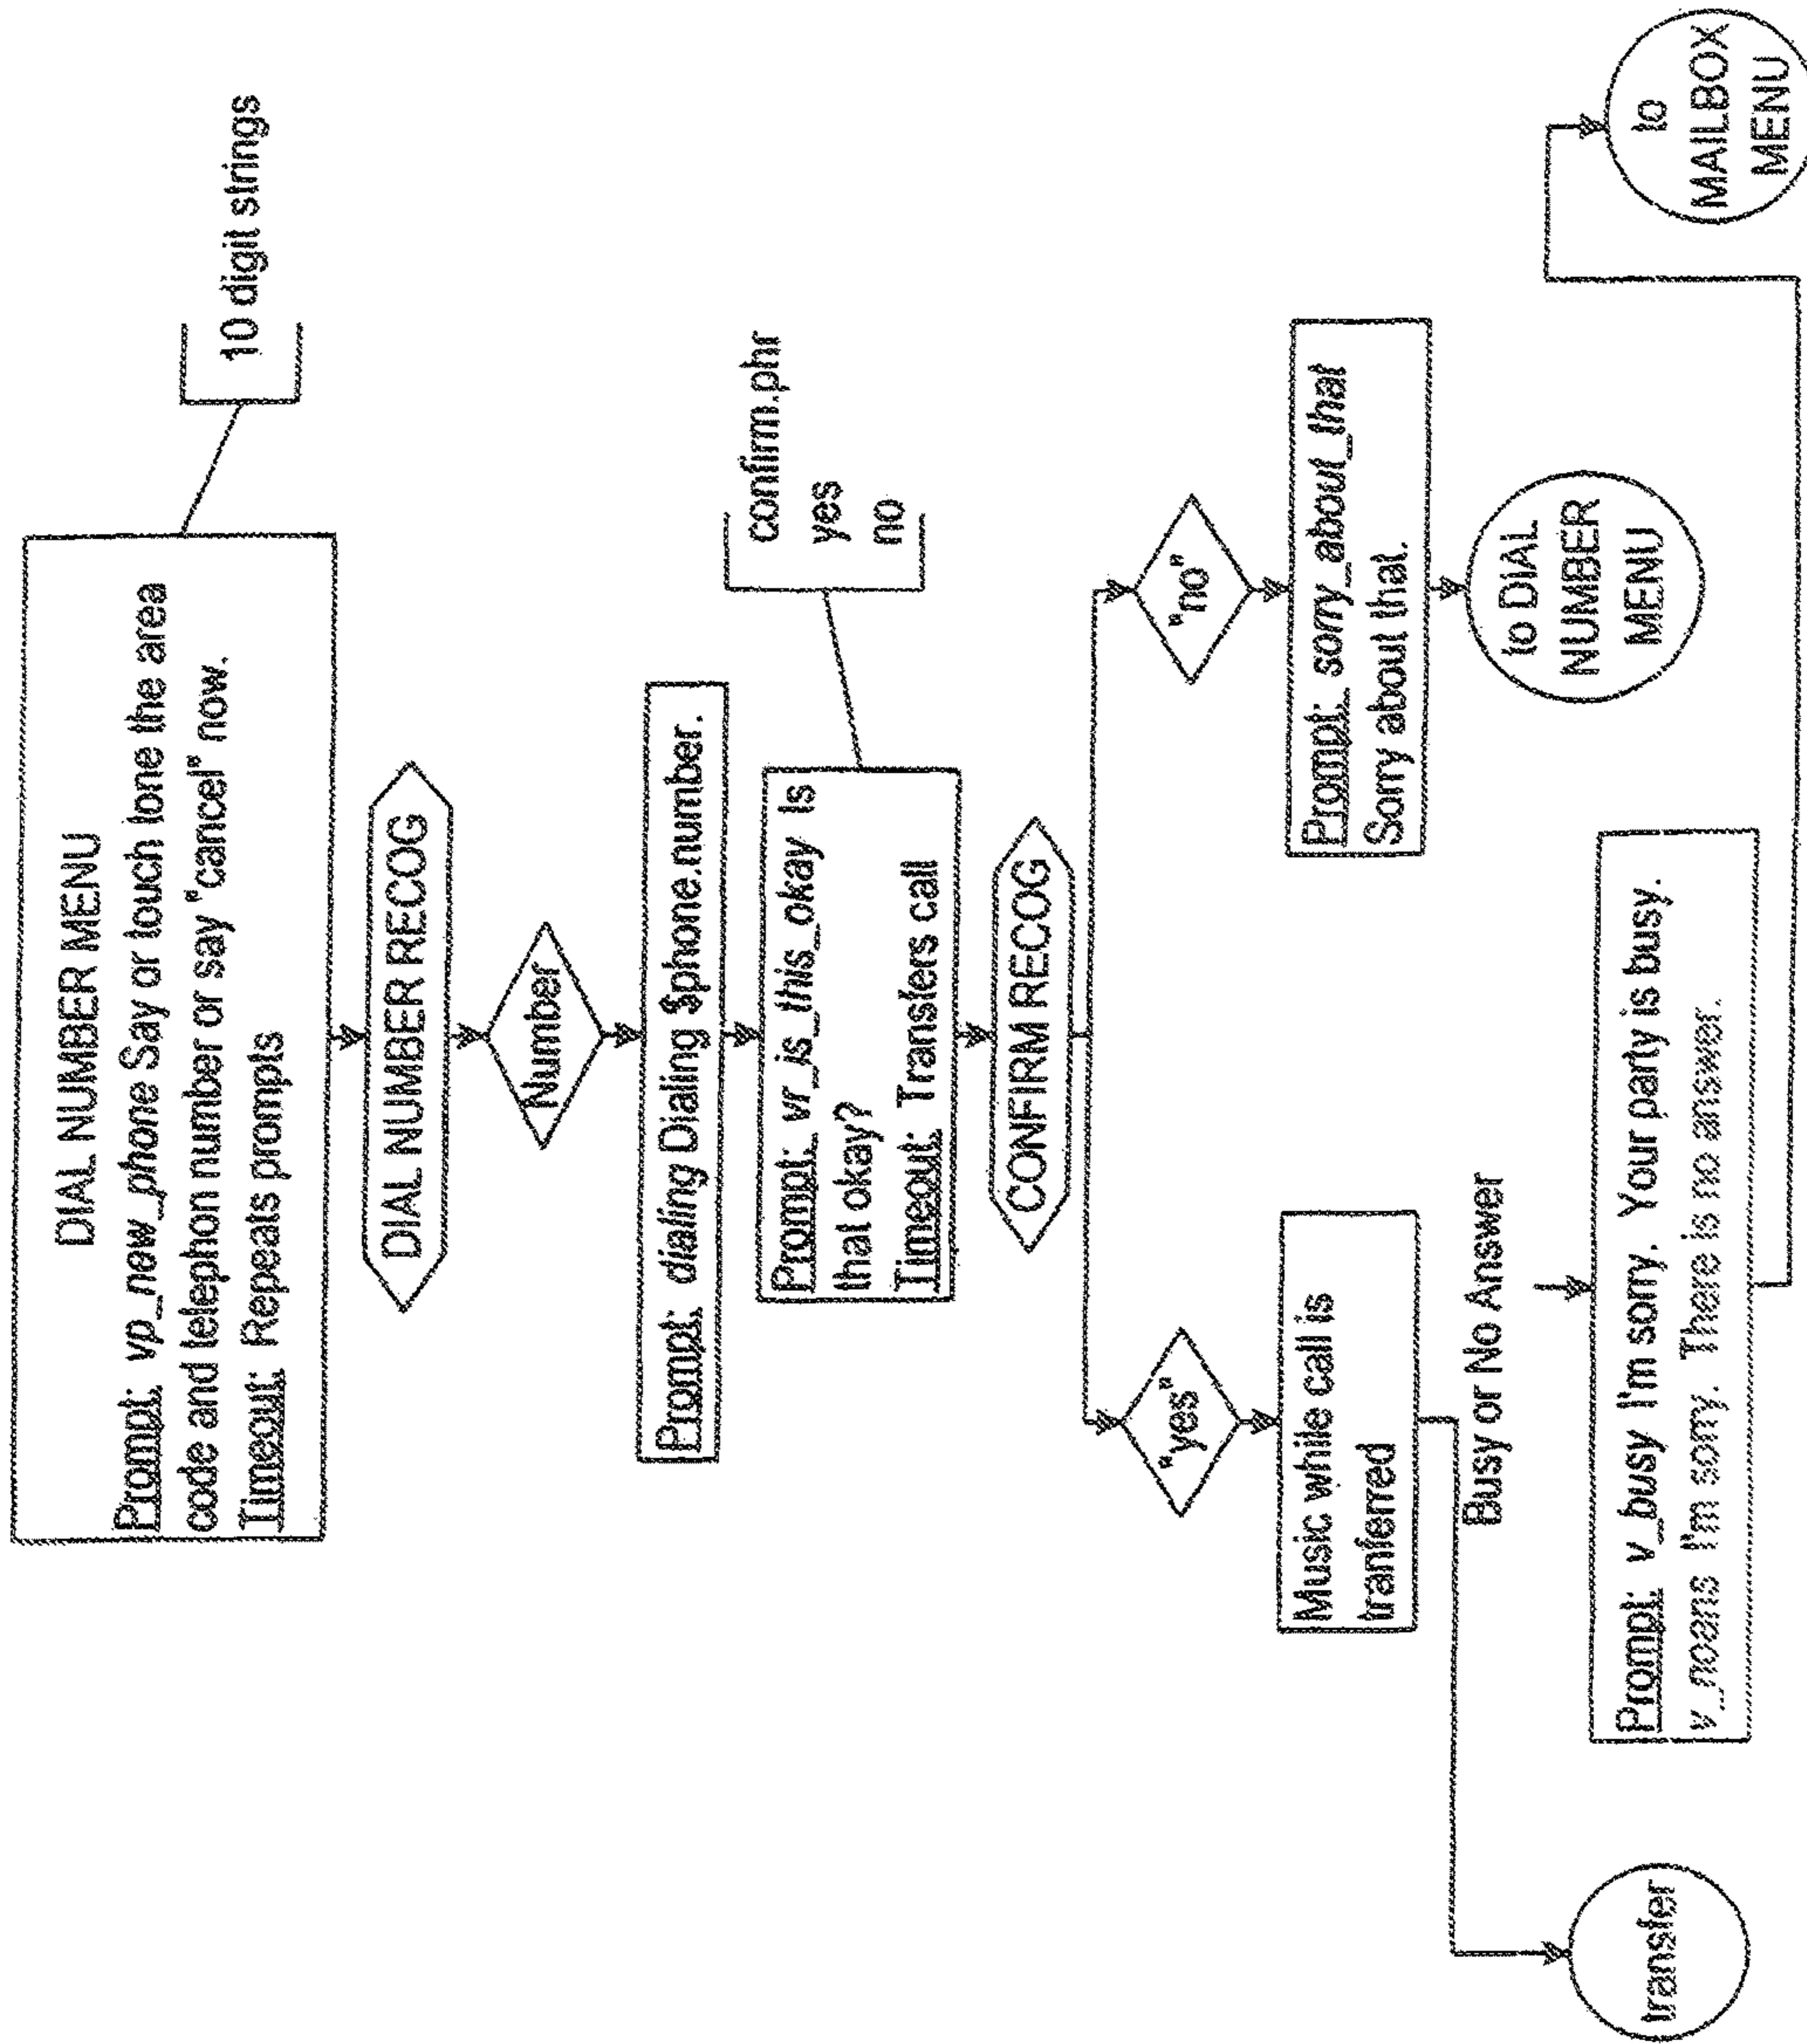 DIAL NUMBER MENU
Prompt: vp_new_phone Say or touch tone the area
code and telephon number or say "cancel" now.
Timeout: Repeats prompts
10 digit strings
DIAL NUMBER RECOG
Number
Prompt: dialing Dialing $phone.number.
Prompt: vr_is_this_okay Is
that okay?
Timeout: Transfers call
confirm.phr
yes
no
CONFIRM RECOG
"yes"
"no"
Music while call is
tranferred
Prompt: sorry_about_that
Sorry about that.
Busy or No Answer
to DIAL
NUMBER
MENU
transfer
Prompt: v_busy I'm sorry. Your party is busy.
v_noans I'm sorry. There is no answer.
to
MAILBOX
MENU